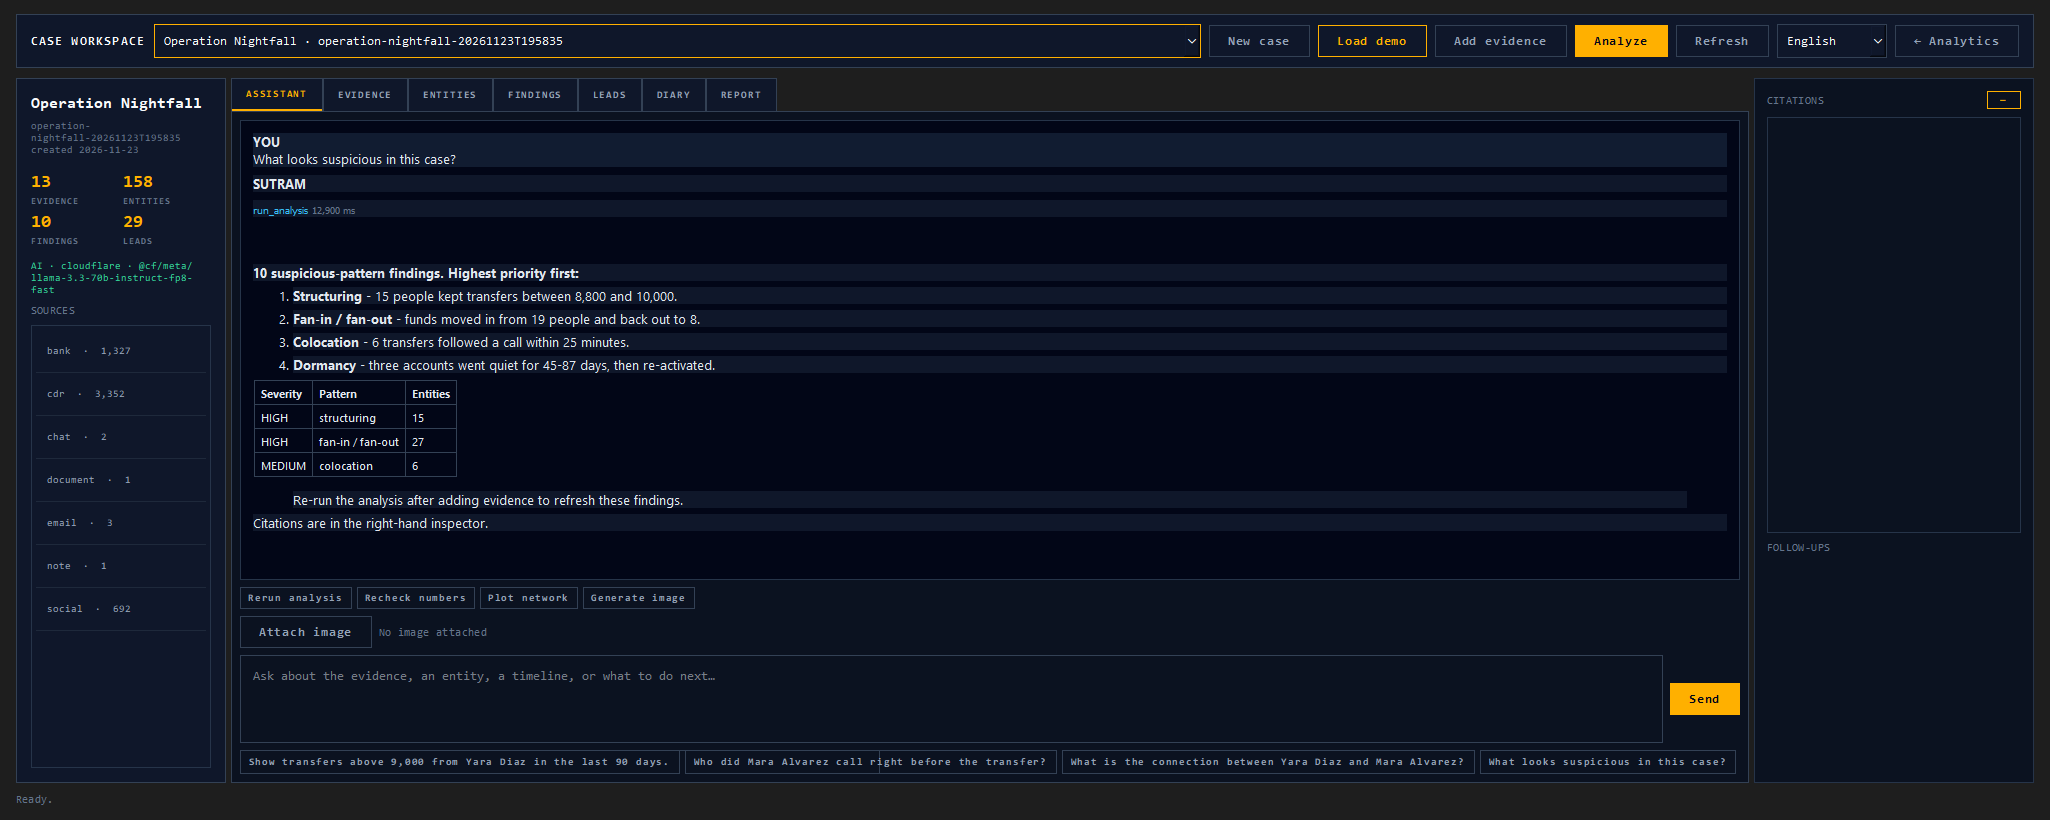 CASE WORKSPACE
Operation Nightfall · operation-nightfall-20261123T195835
New case
Load demo
Add evidence
Analyze
Refresh
English
← Analytics
Operation Nightfall
operation-
nightfall-20261123T195835
created 2026-11-23
13
158
EVIDENCE
ENTITIES
10
29
FINDINGS
LEADS
AI · cloudflare · @cf/meta/
llama-3.3-70b-instruct-fp8-
fast
SOURCES
bank · 1,327
cdr · 3,352
chat · 2
document · 1
email · 3
note · 1
social · 692
ASSISTANT
EVIDENCE
ENTITIES
FINDINGS
LEADS
DIARY
REPORT
YOU
What looks suspicious in this case?
SUTRAM
run_analysis 12,900 ms
10 suspicious-pattern findings. Highest priority first:
1. Structuring - 15 people kept transfers between 8,800 and 10,000.
2. Fan-in / fan-out - funds moved in from 19 people and back out to 8.
3. Colocation - 6 transfers followed a call within 25 minutes.
4. Dormancy - three accounts went quiet for 45-87 days, then re-activated.
Severity Pattern Entities
HIGH structuring 15
HIGH fan-in / fan-out 27
MEDIUM colocation 6
Re-run the analysis after adding evidence to refresh these findings.
Citations are in the right-hand inspector.
Rerun analysis
Recheck numbers
Plot network
Generate image
Attach image
No image attached
Ask about the evidence, an entity, a timeline, or what to do next…
Send
Show transfers above 9,000 from Yara Diaz in the last 90 days.
Who did Mara Alvarez call right before the transfer?
What is the connection between Yara Diaz and Mara Alvarez?
What looks suspicious in this case?
CITATIONS
–
FOLLOW-UPS
Ready.